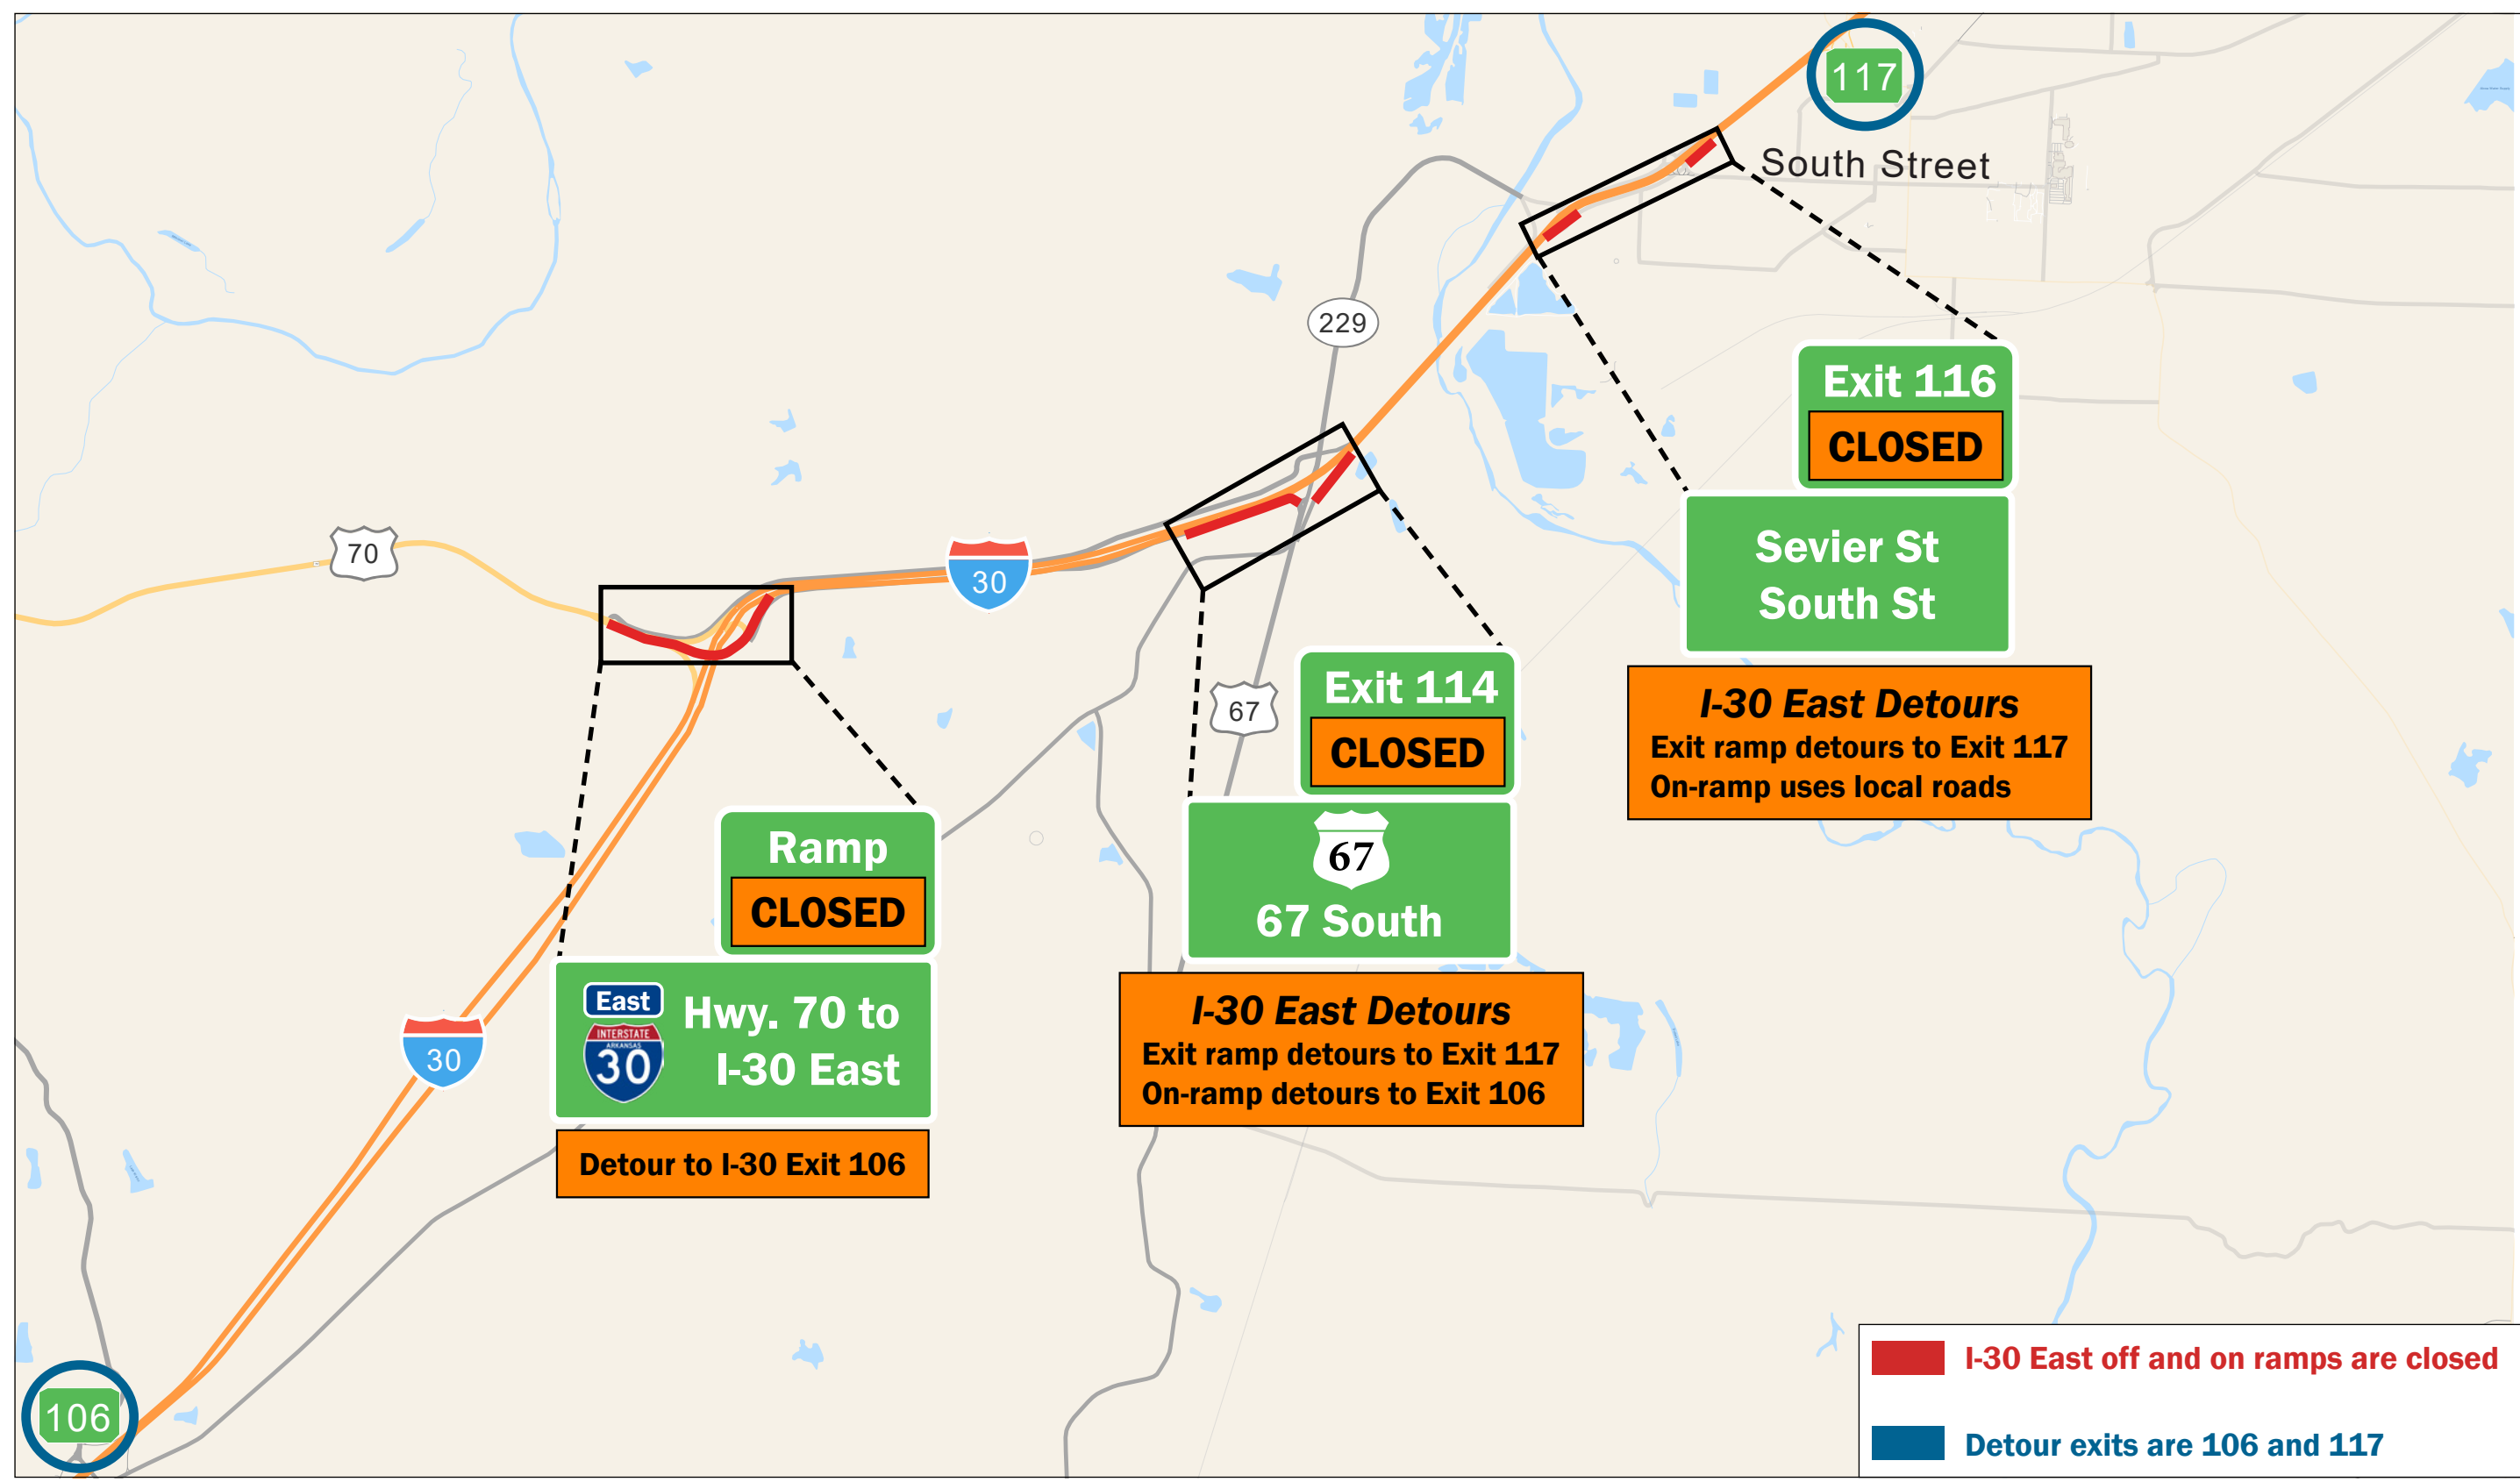 117
South Street
229
Exit 116
CLOSED
Sevier St
South St
I-30 East Detours
Exit ramp detours to Exit 117
On-ramp uses local roads
70
30
67
Exit 114
CLOSED
67
67 South
I-30 East Detours
Exit ramp detours to Exit 117
On-ramp detours to Exit 106
Ramp
CLOSED
East
INTERSTATE
ARKANSAS
30
Hwy. 70 to
I-30 East
Detour to I-30 Exit 106
30
106
I-30 East off and on ramps are closed
Detour exits are 106 and 117